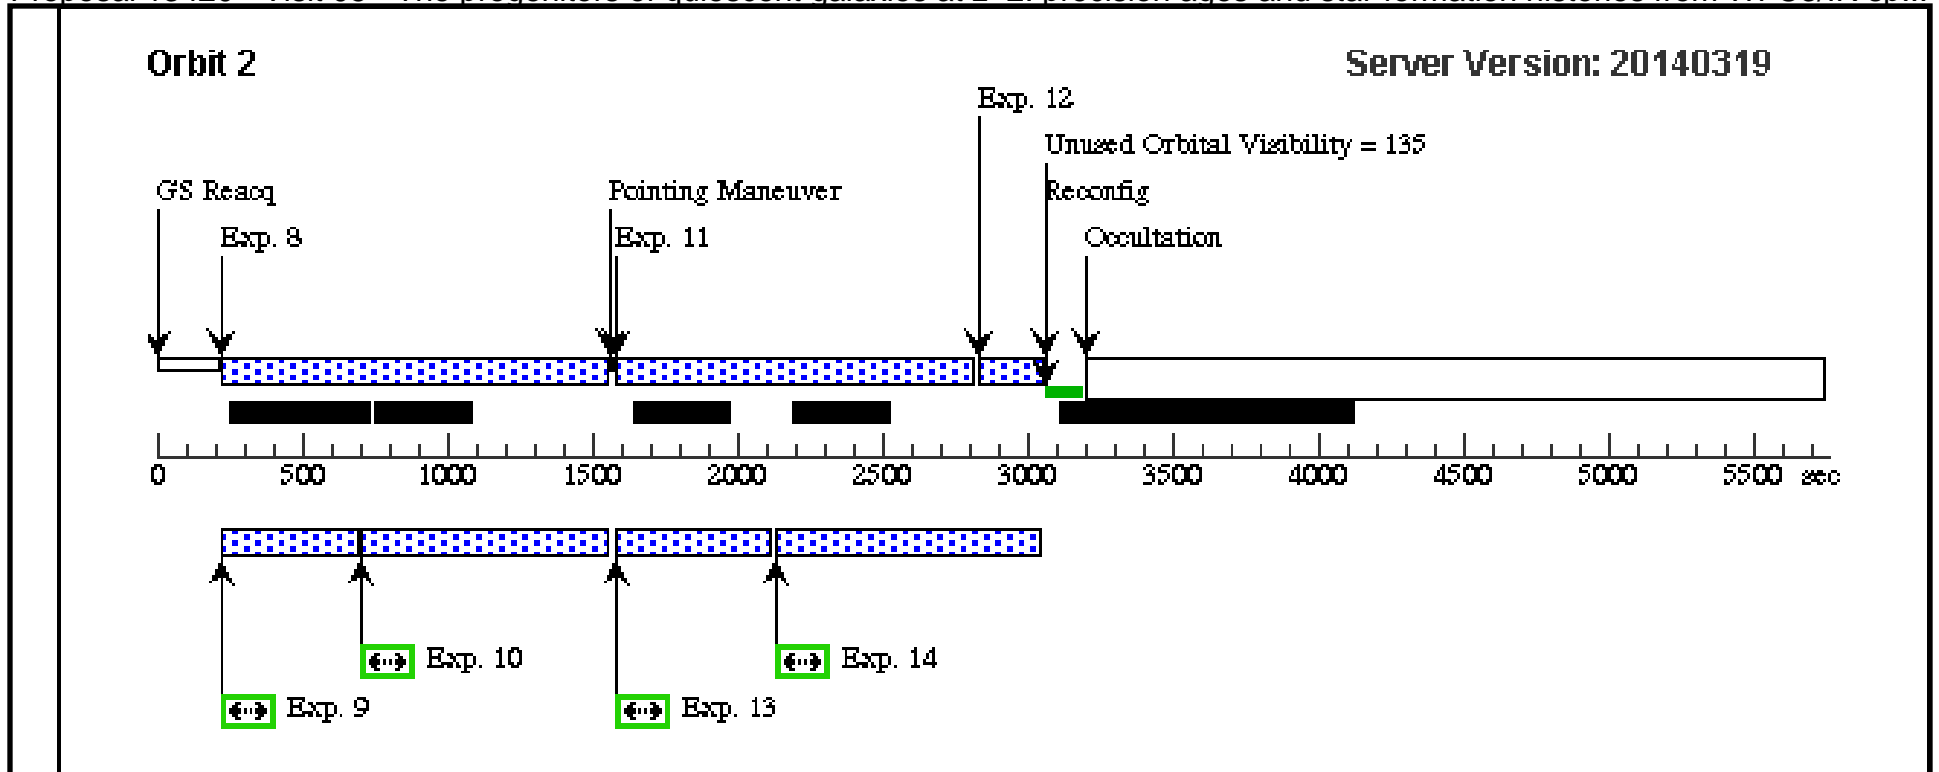 Orbit 2
Server Version: 20140319
Exp. 12
Unused Orbital Visibility = 135
GS Reacq
Pointing Maneuver
Reconfig
Exp. 8
Exp. 11
Occultation
0 500 1000 1500 2000 2500 3000 3500 4000 4500 5000 5500 sec
Exp. 10
Exp. 14
Exp. 9
Exp. 13